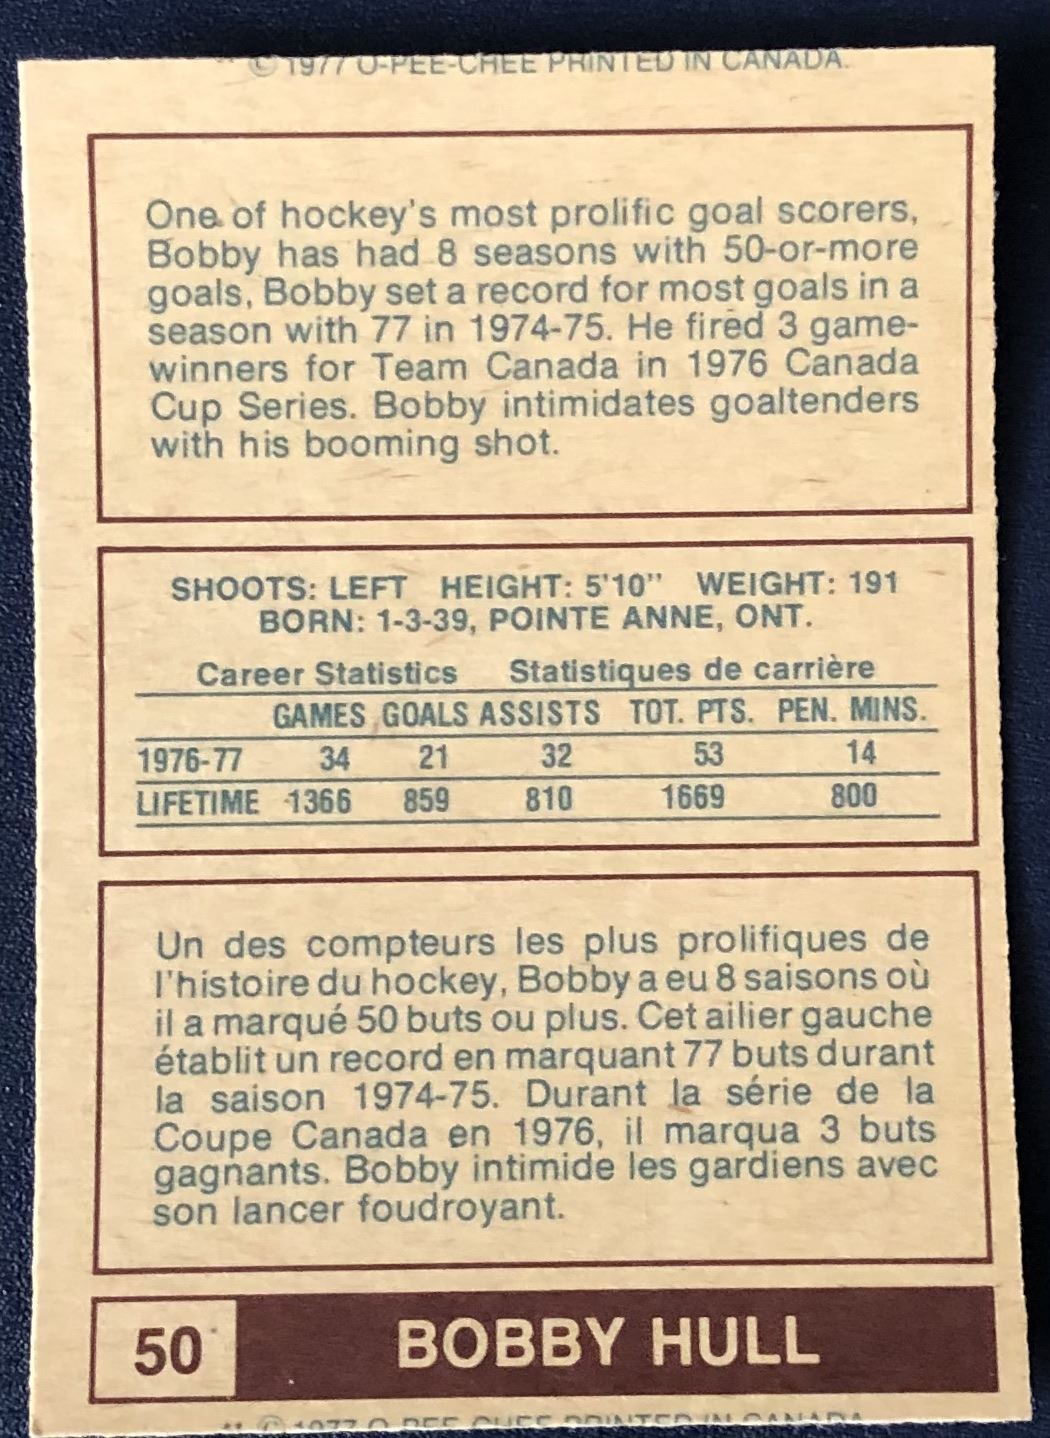 ** © 1977 O-PEE-CHEE PRINTED IN CANADA.
One of hockey's most prolific goal scorers,
Bobby has had 8 seasons with 50-or-more
goals, Bobby set a record for most goals in a
season with 77 in 1974-75. He fired 3 game-
winners for Team Canada in 1976 Canada
Cup Series. Bobby intimidates goaltenders
with his booming shot.
SHOOTS: LEFT HEIGHT: 5'10" WEIGHT: 191
BORN: 1-3-39, POINTE ANNE, ONT.
Career Statistics Statistiques de carrière
GAMES GOALS ASSISTS TOT. PTS. PEN. MINS.
1976-77 34 21 32 53 14
LIFETIME 1366 859 810 1669 800
Un des compteurs les plus prolifiques de
l'histoire du hockey, Bobby a eu 8 saisons où
il a marqué 50 buts ou plus. Cet ailier gauche
établit un record en marquant 77 buts durant
la saison 1974-75. Durant la série de la
Coupe Canada en 1976, il marqua 3 buts
gagnants. Bobby intimide les gardiens avec
son lancer foudroyant.
50 BOBBY HULL
** © 1977 O-PEE-CHEE PRINTED IN CANADA